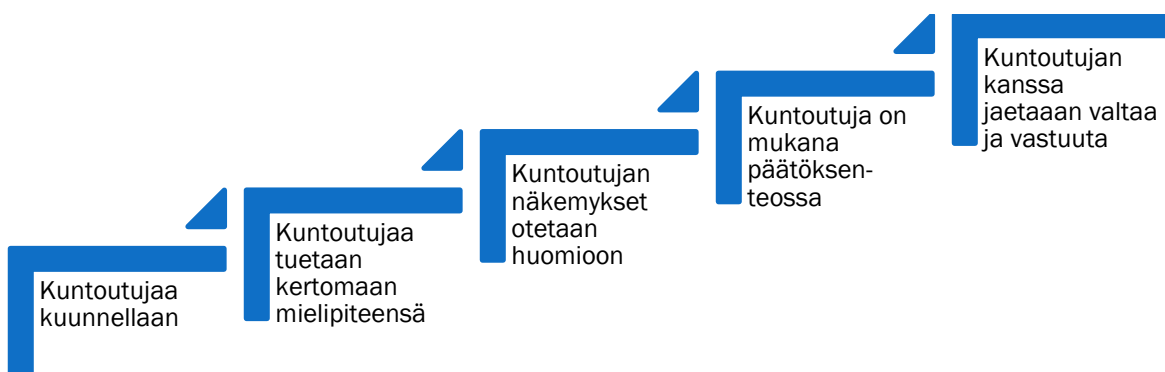 Kuntoutujaa
kuunnellaan
Kuntoutujaa
tuetaan
kertomaan
mielipiteensä
Kuntoutujan
näkemykset
otetaan
huomioon
Kuntoutuja on
mukana
päätöksen-
teossa
Kuntoutujan
kanssa
jaetaaan valtaa
ja vastuuta